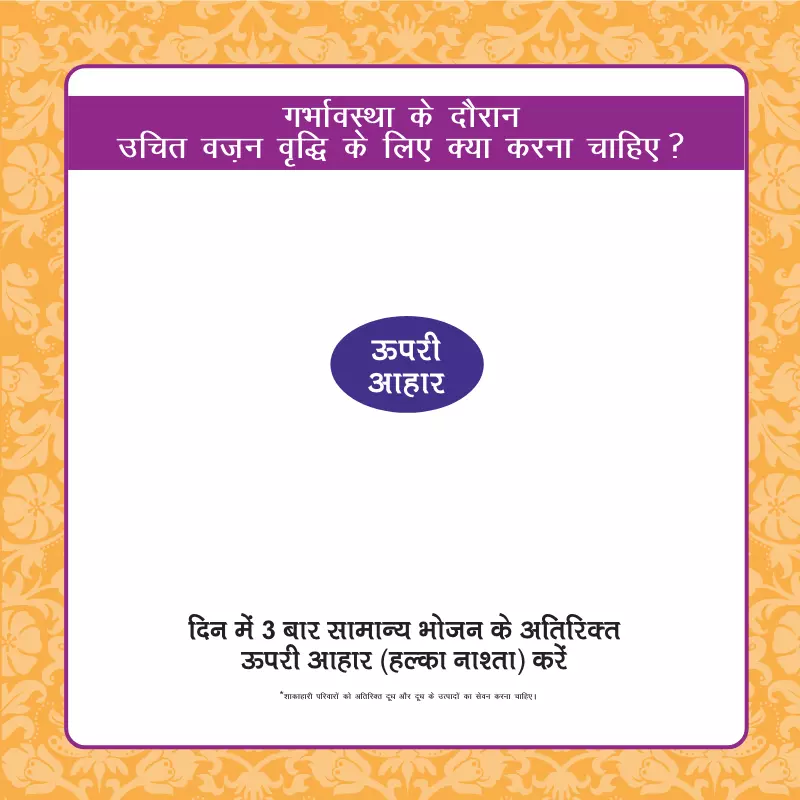 गर्भावस्था के दौरान
उचित वज़न वृद्धि के लिए क्या करना चाहिए ?
ऊपरी
आहार
दिन में 3 बार सामान्य भोजन के अतिरिक्त
ऊपरी आहार (हल्का नाश्ता) करें
*शाकाहारी परिवारों को अतिरिक्त दूध और दूध के उत्पादों का सेवन करना चाहिए।